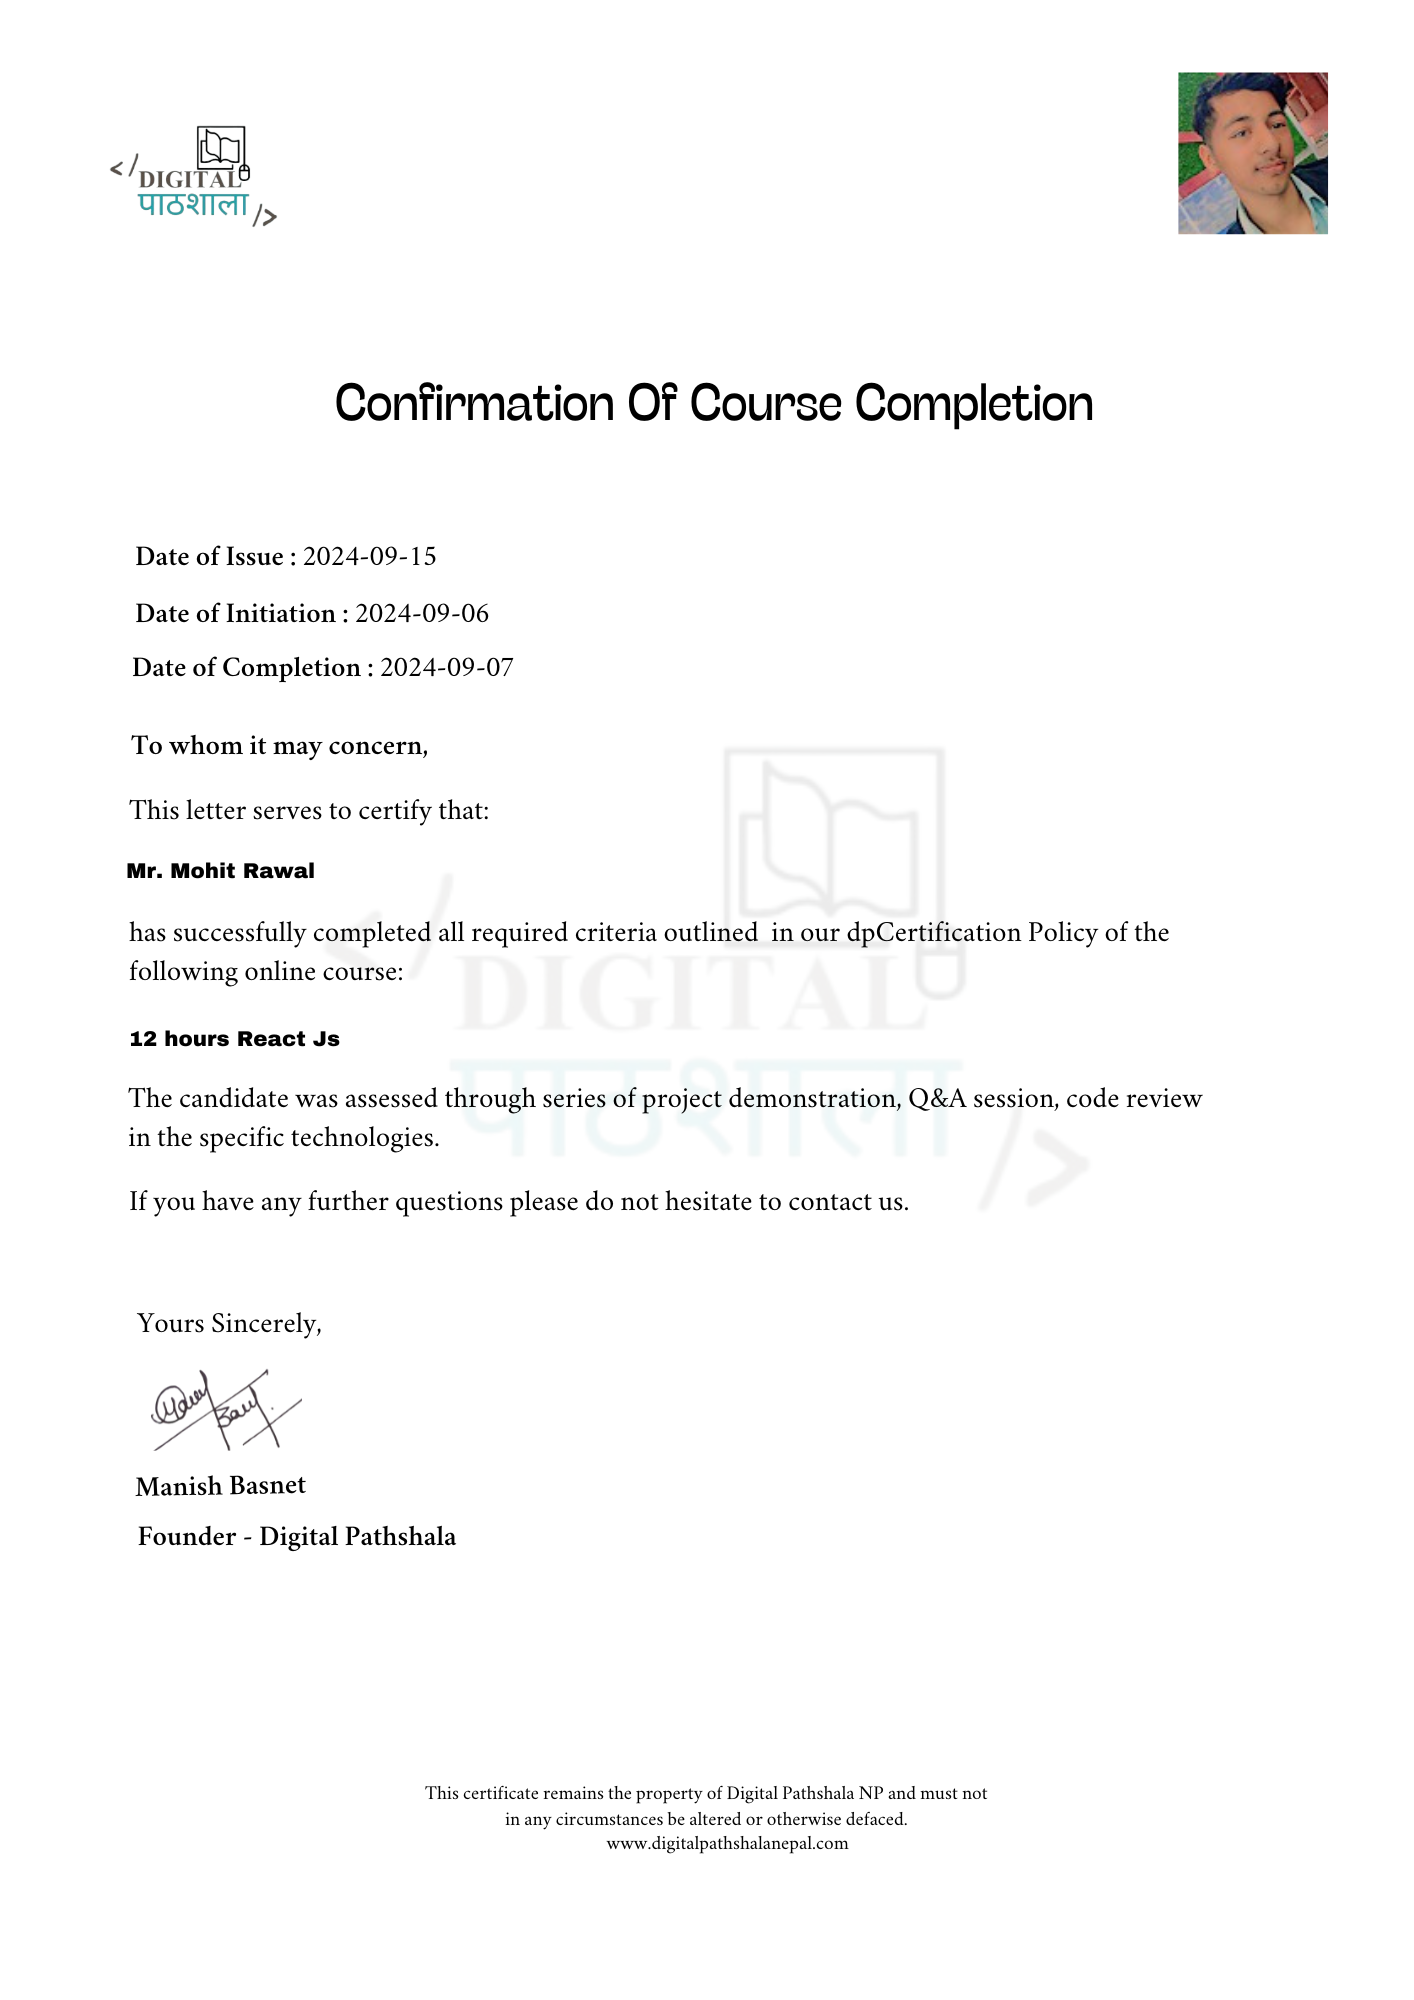 </ DIGITAL
पाठशाला />
Confirmation Of Course Completion
Date of Issue : 2024-09-15
Date of Initiation : 2024-09-06
Date of Completion : 2024-09-07
To whom it may concern,
This letter serves to certify that:
Mr. Mohit Rawal
has successfully completed all required criteria outlined in our dpCertification Policy of the
following online course:
12 hours React Js
The candidate was assessed through series of project demonstration, Q&A session, code review
in the specific technologies.
If you have any further questions please do not hesitate to contact us.
</ DIGITAL
पाठशाला />
Yours Sincerely,
Manish Basnet
Founder - Digital Pathshala
This certificate remains the property of Digital Pathshala NP and must not
in any circumstances be altered or otherwise defaced.
www.digitalpathshalanepal.com